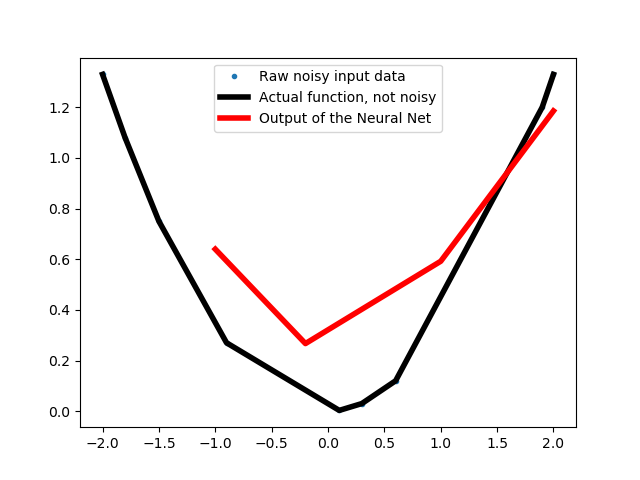 Raw noisy input data
Actual function, not noisy
Output of the Neural Net
1.2
1.0
0.8
0.6
0.4
0.2
0.0
−2.0 −1.5 −1.0 −0.5 0.0 0.5 1.0 1.5 2.0